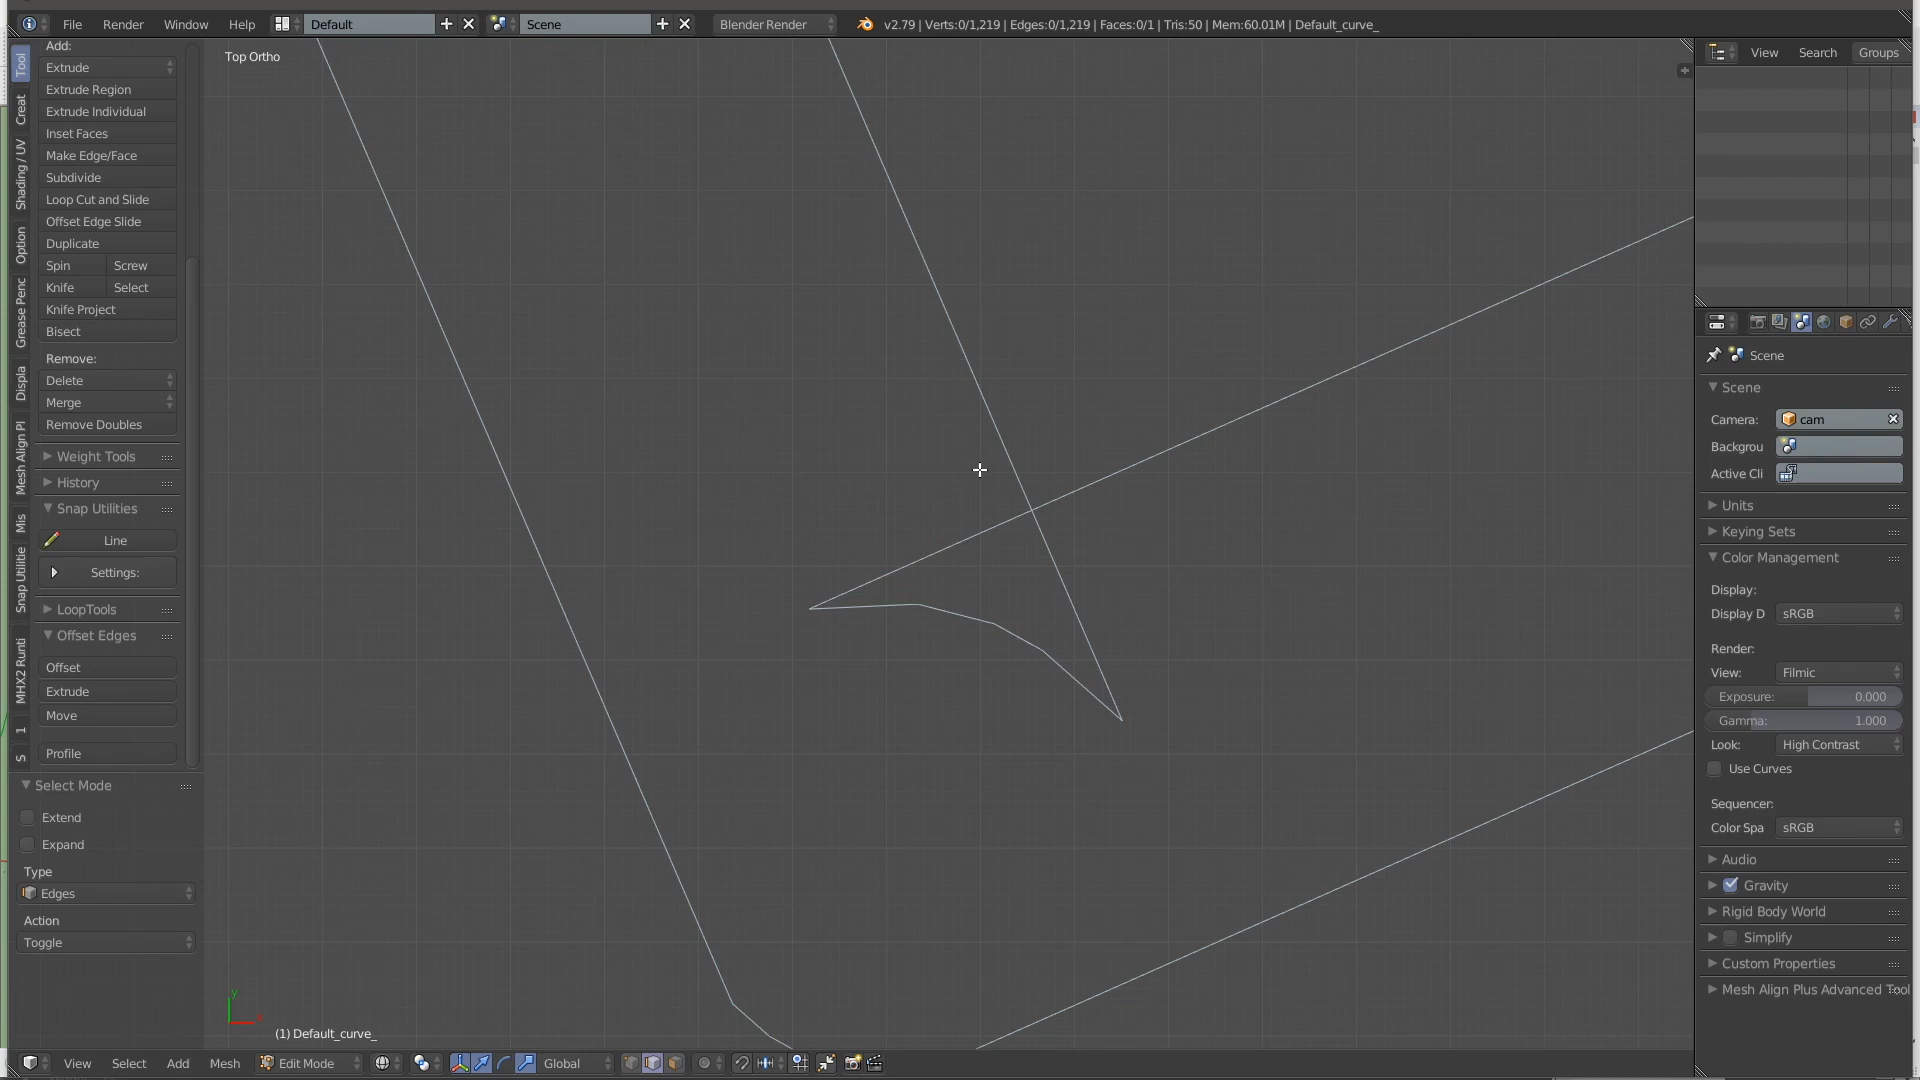 File Render Window Help Default Scene Blender Render v2.79 | Verts:0/1,219 | Edges:0/1,219 | Faces:0/1 | Tris:50 | Mem:60.01M | Default_curve_
Top Ortho
Add:
Extrude
Extrude Region
Extrude Individual
Inset Faces
Make Edge/Face
Subdivide
Loop Cut and Slide
Offset Edge Slide
Duplicate
Spin Screw
Knife Select
Knife Project
Bisect
Remove:
Delete
Merge
Remove Doubles
Weight Tools
History
Snap Utilities
Line
Settings:
LoopTools
Offset Edges
Offset
Extrude
Move
Profile
Tool
Creat
Shading / UV
Option
Grease Penc
Displa
Mesh Align Pl
Mis
Snap Utilitie
MHX2 Runti
1
S
Select Mode
Extend
Expand
Type
Edges
Action
Toggle
y
(1) Default_curve_
View Select Add Mesh Edit Mode Global
View Search Groups
Scene
Scene
Camera: cam
Backgrou
Active Cli
Units
Keying Sets
Color Management
Display:
Display D sRGB
Render:
View: Filmic
Exposure: 0.000
Gamma: 1.000
Look: High Contrast
Use Curves
Sequencer:
Color Spa sRGB
Audio
Gravity
Rigid Body World
Simplify
Custom Properties
Mesh Align Plus Advanced Tool